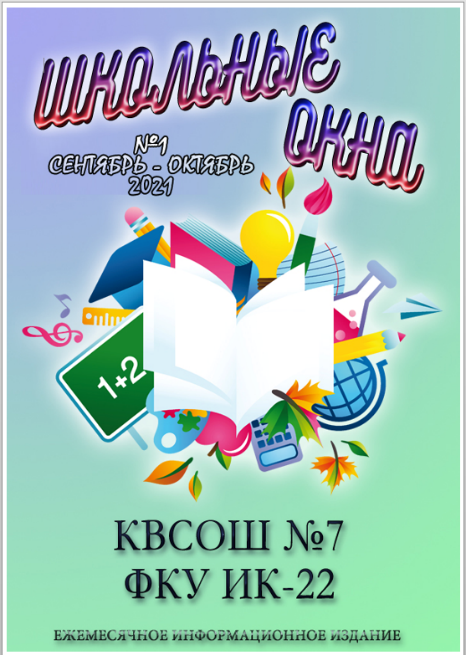 ШКОЛЬНЫЕ
ОКНА
№1
СЕНТЯБРЬ - ОКТЯБРЬ
2021
1+2
КВСОШ №7
ФКУ ИК-22
ЕЖЕМЕСЯЧНОЕ ИНФОРМАЦИОННОЕ ИЗДАНИЕ